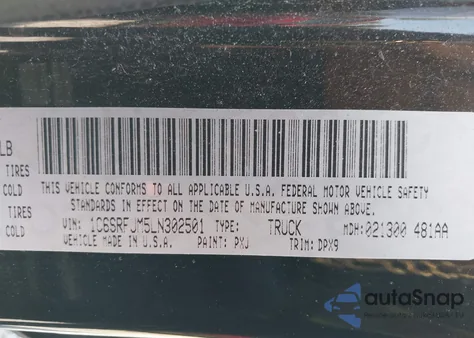 LB
TIRES
COLD
THIS VEHICLE CONFORMS TO ALL APPLICABLE U.S.A. FEDERAL MOTOR VEHICLE SAFETY
TIRES
STANDARDS IN EFFECT ON THE DATE OF MANUFACTURE SHOWN ABOVE.
COLD
VIN: 1C6SRFJM5LN302501 TYPE: TRUCK MDH: 021300 481AA
VEHICLE MADE IN U.S.A. PAINT: PXJ TRIM: DPX9
autoSnap